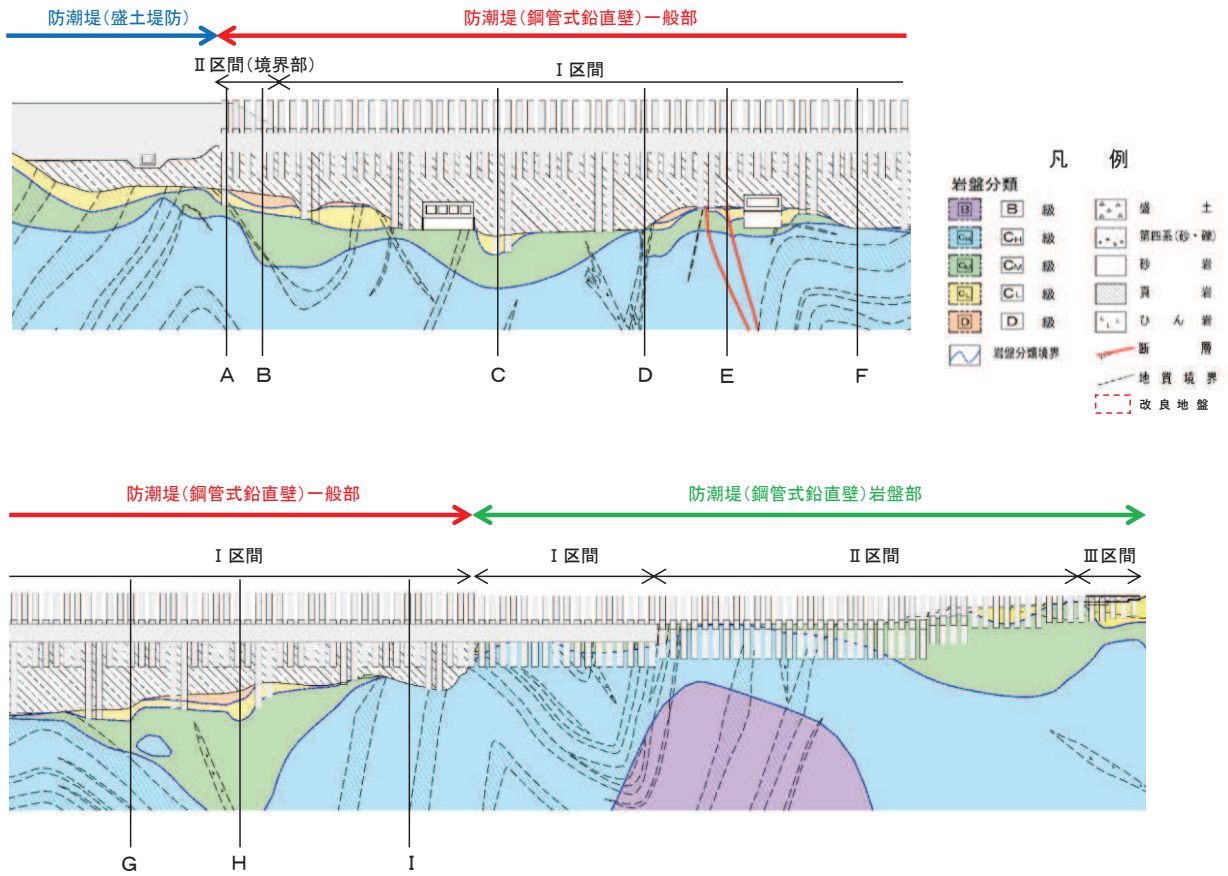 防潮堤(盛土堤防)
防潮堤(鋼管式鉛直壁)一般部
Ⅱ区間(境界部)
Ⅰ区間
A
B
C
D
E
F
凡 例
岩盤分類
B B 級
CH CH 級
CM CM 級
CL CL 級
D D 級
岩盤分類境界
盛 土
第四系(砂・礫)
砂 岩
頁 岩
ひ ん 岩
断 層
地 質 境 界
改 良 地 盤
防潮堤(鋼管式鉛直壁)一般部
防潮堤(鋼管式鉛直壁)岩盤部
Ⅰ区間
Ⅰ区間
Ⅱ区間
Ⅲ区間
G
H
I